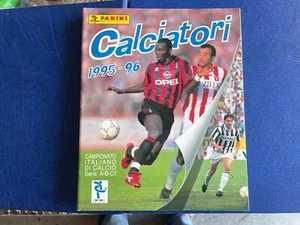 PANINI
Calciatori
1995-96
OPEL
CAMPIONATO
ITALIANO
DI CALCIO
Serie A-B-C1